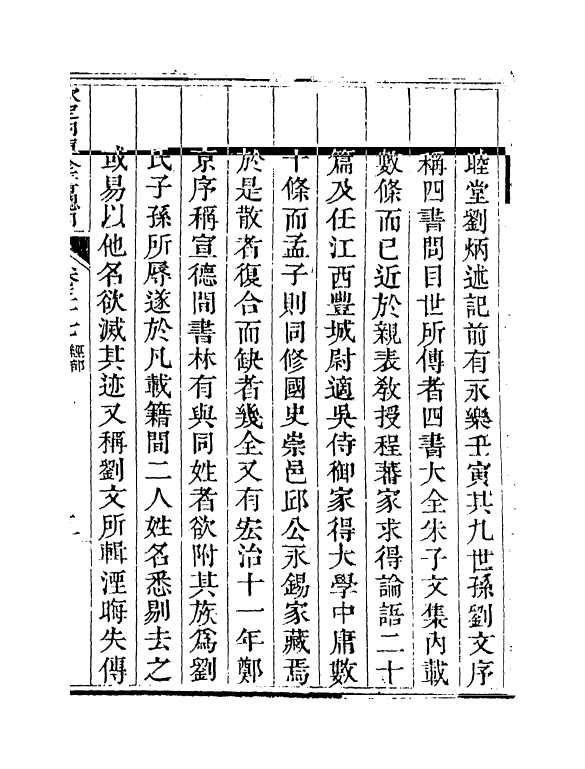 睦堂劉炳述記前有永樂壬寅其九世孫劉文序
稱四書問目世所傳者四書大全朱子文集內載
數條而已近於親表教授程蕃家求得論語二十
篇及任江西豐城尉適吳侍御家得大學中庸數
十條而孟子則同修國史崇邑邱公永錫家藏焉
於是散者復合而缺者幾全又有宏治十一年鄭
京序稱宣德間書林有與同姓者欲附其族爲劉
氏子孫所辱遂於凡載籍間二人姓名悉剔去之
或易以他名欲滅其迹又稱劉文所輯湮晦失傳
經部